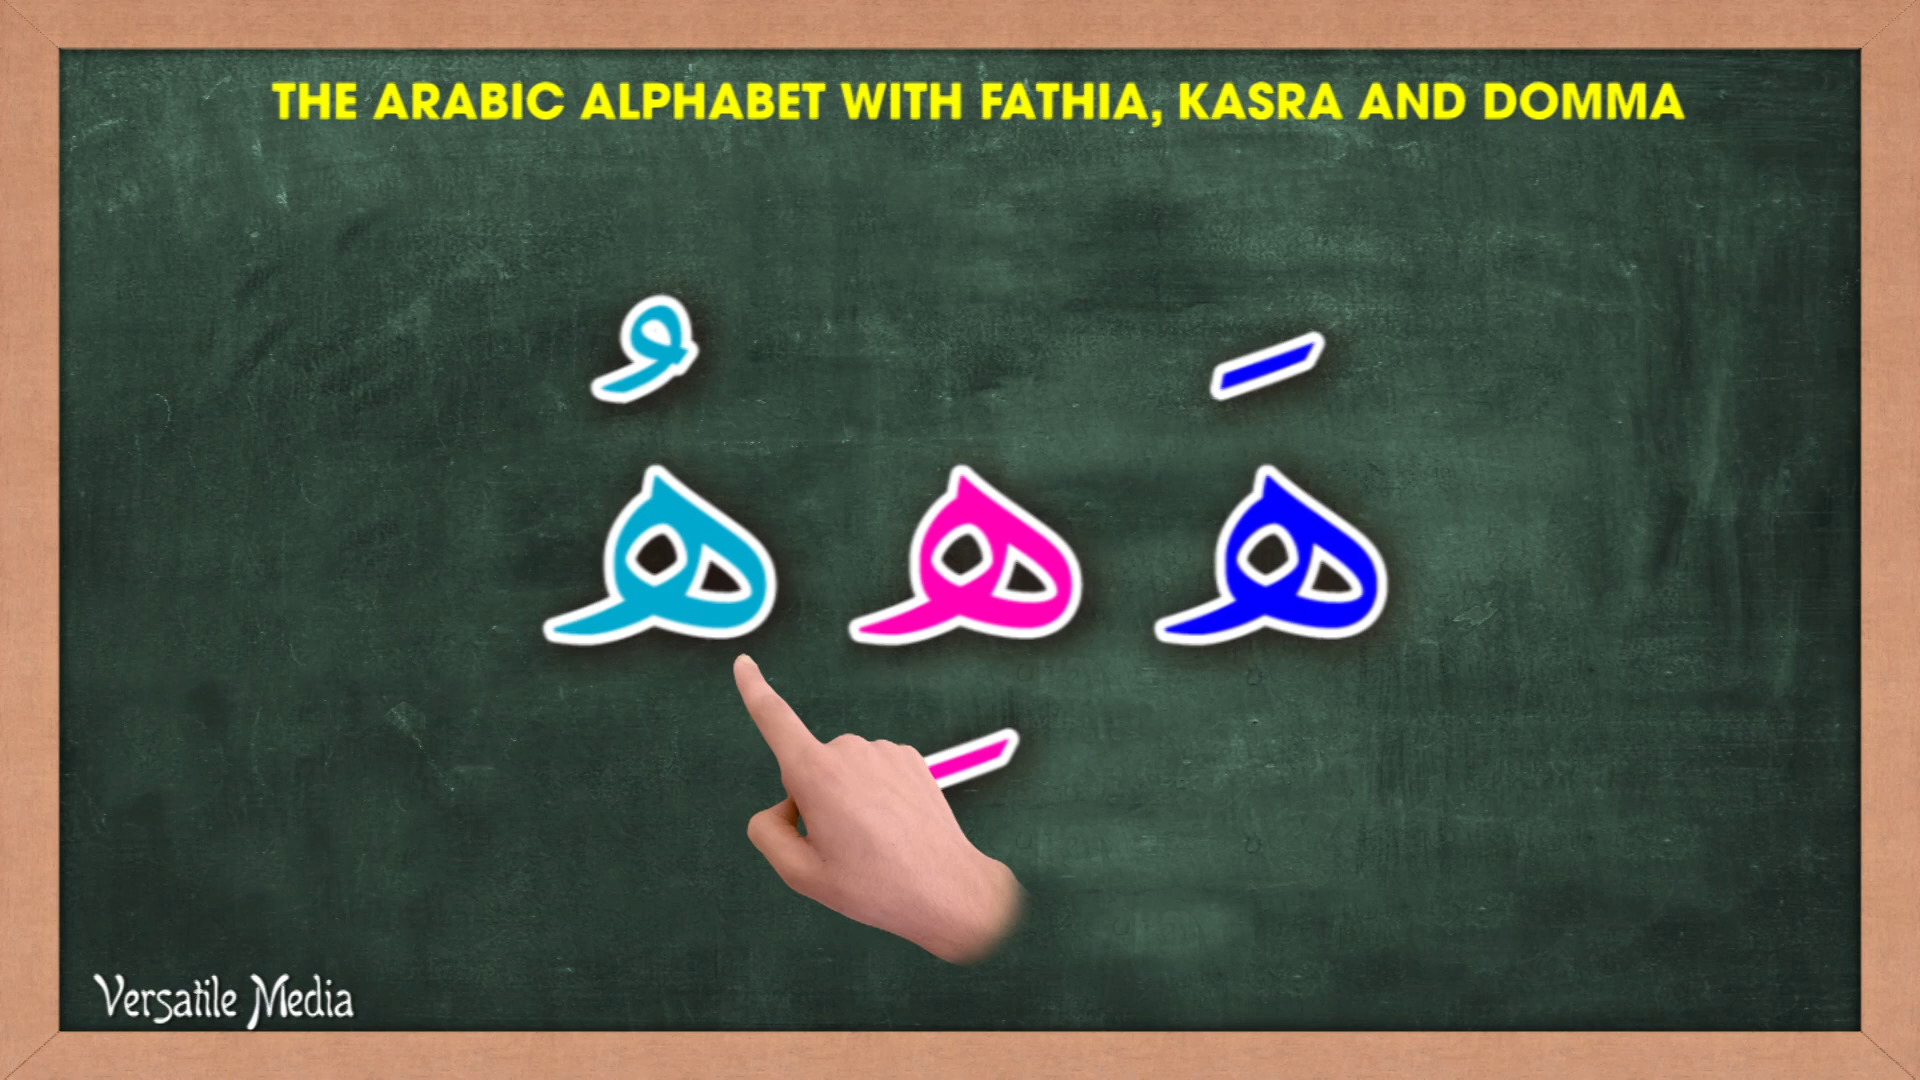 THE ARABIC ALPHABET WITH FATHIA, KASRA AND DOMMA
هَ هِ هُ
Versatile Media